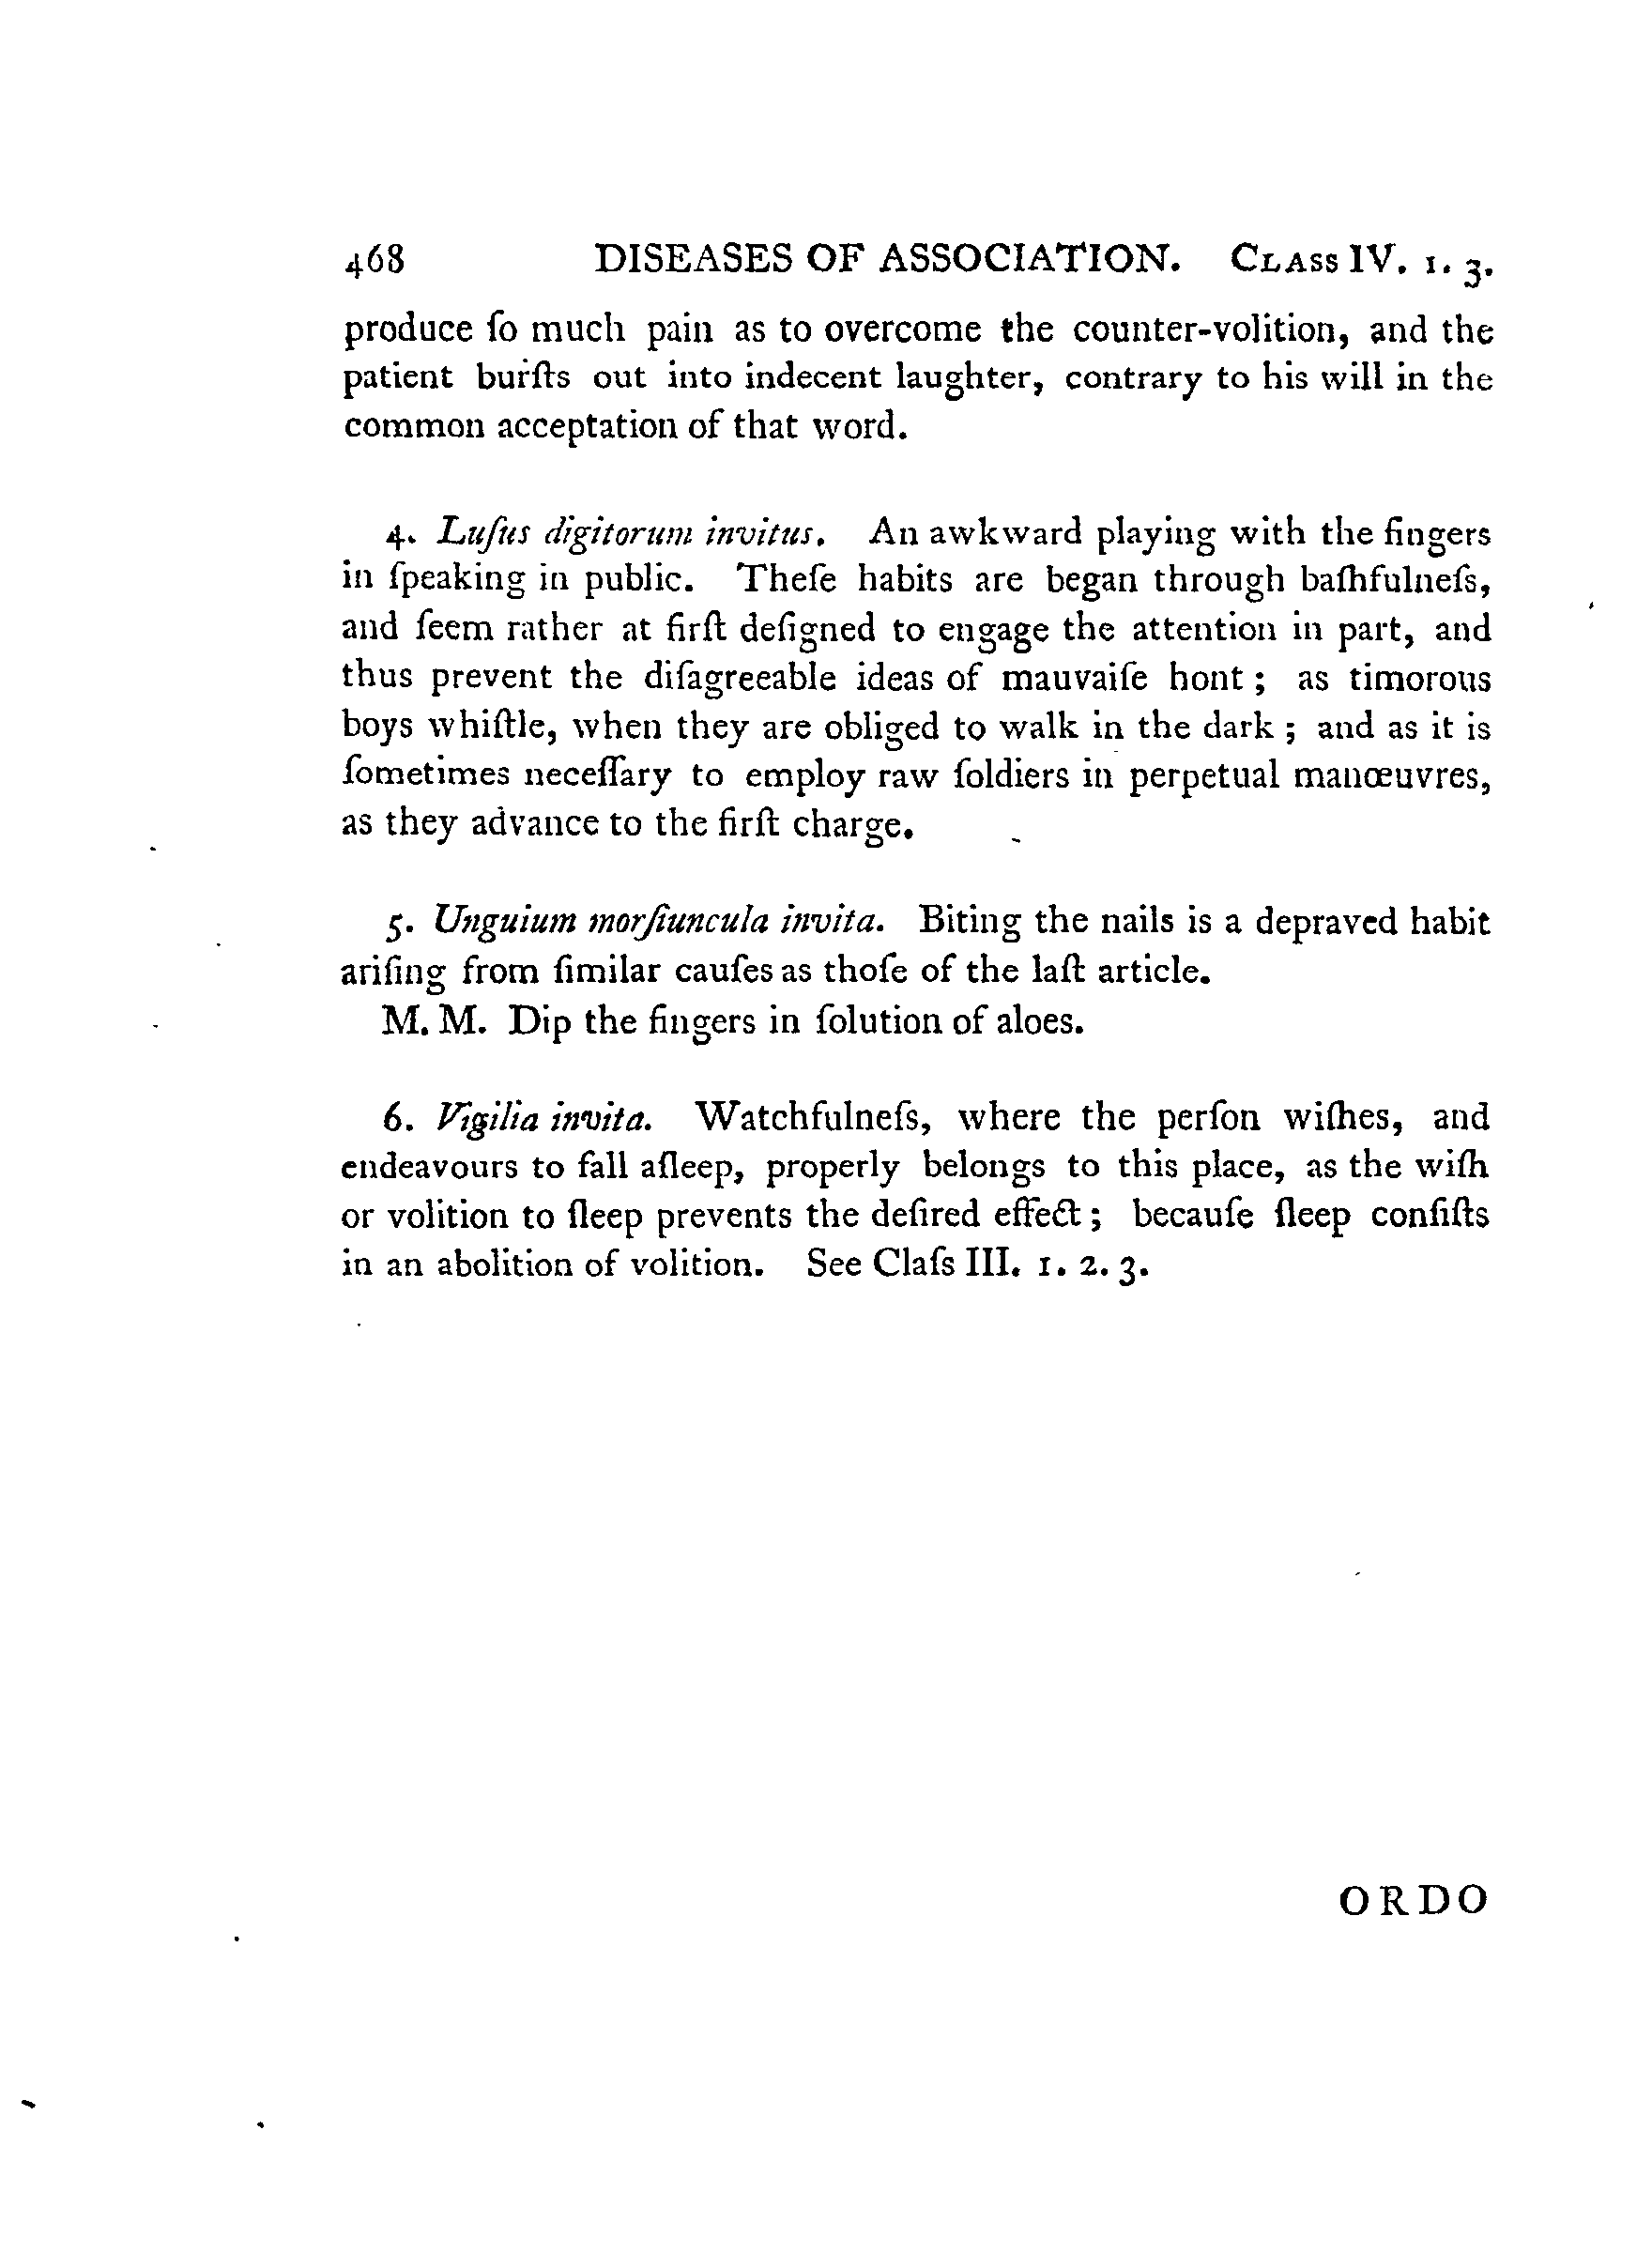 468 DISEASES OF ASSOCIATION. CLASS IV. 1. 3.
produce ſo much pain as to overcome the counter-volition, and the
patient burſts out into indecent laughter, contrary to his will in the
common acceptation of that word.
4. Luſus digitorum invitus. An awkward playing with the fingers
in ſpeaking in public. Theſe habits are began through baſhfulneſs,
and ſeem rather at firſt deſigned to engage the attention in part, and
thus prevent the diſagreeable ideas of mauvaiſe hont; as timorous
boys whiſtle, when they are obliged to walk in the dark; and as it is
ſometimes neceſſary to employ raw ſoldiers in perpetual manœuvres,
as they advance to the firſt charge.
5. Unguium morſiuncula invita. Biting the nails is a depraved habit
ariſing from ſimilar cauſes as thoſe of the laſt article.
M. M. Dip the fingers in ſolution of aloes.
6. Vigilia invita. Watchfulneſs, where the perſon wiſhes, and
endeavours to fall aſleep, properly belongs to this place, as the wiſh
or volition to ſleep prevents the deſired effect; becauſe ſleep conſiſts
in an abolition of volition. See Claſs III. 1. 2. 3.
ORDO